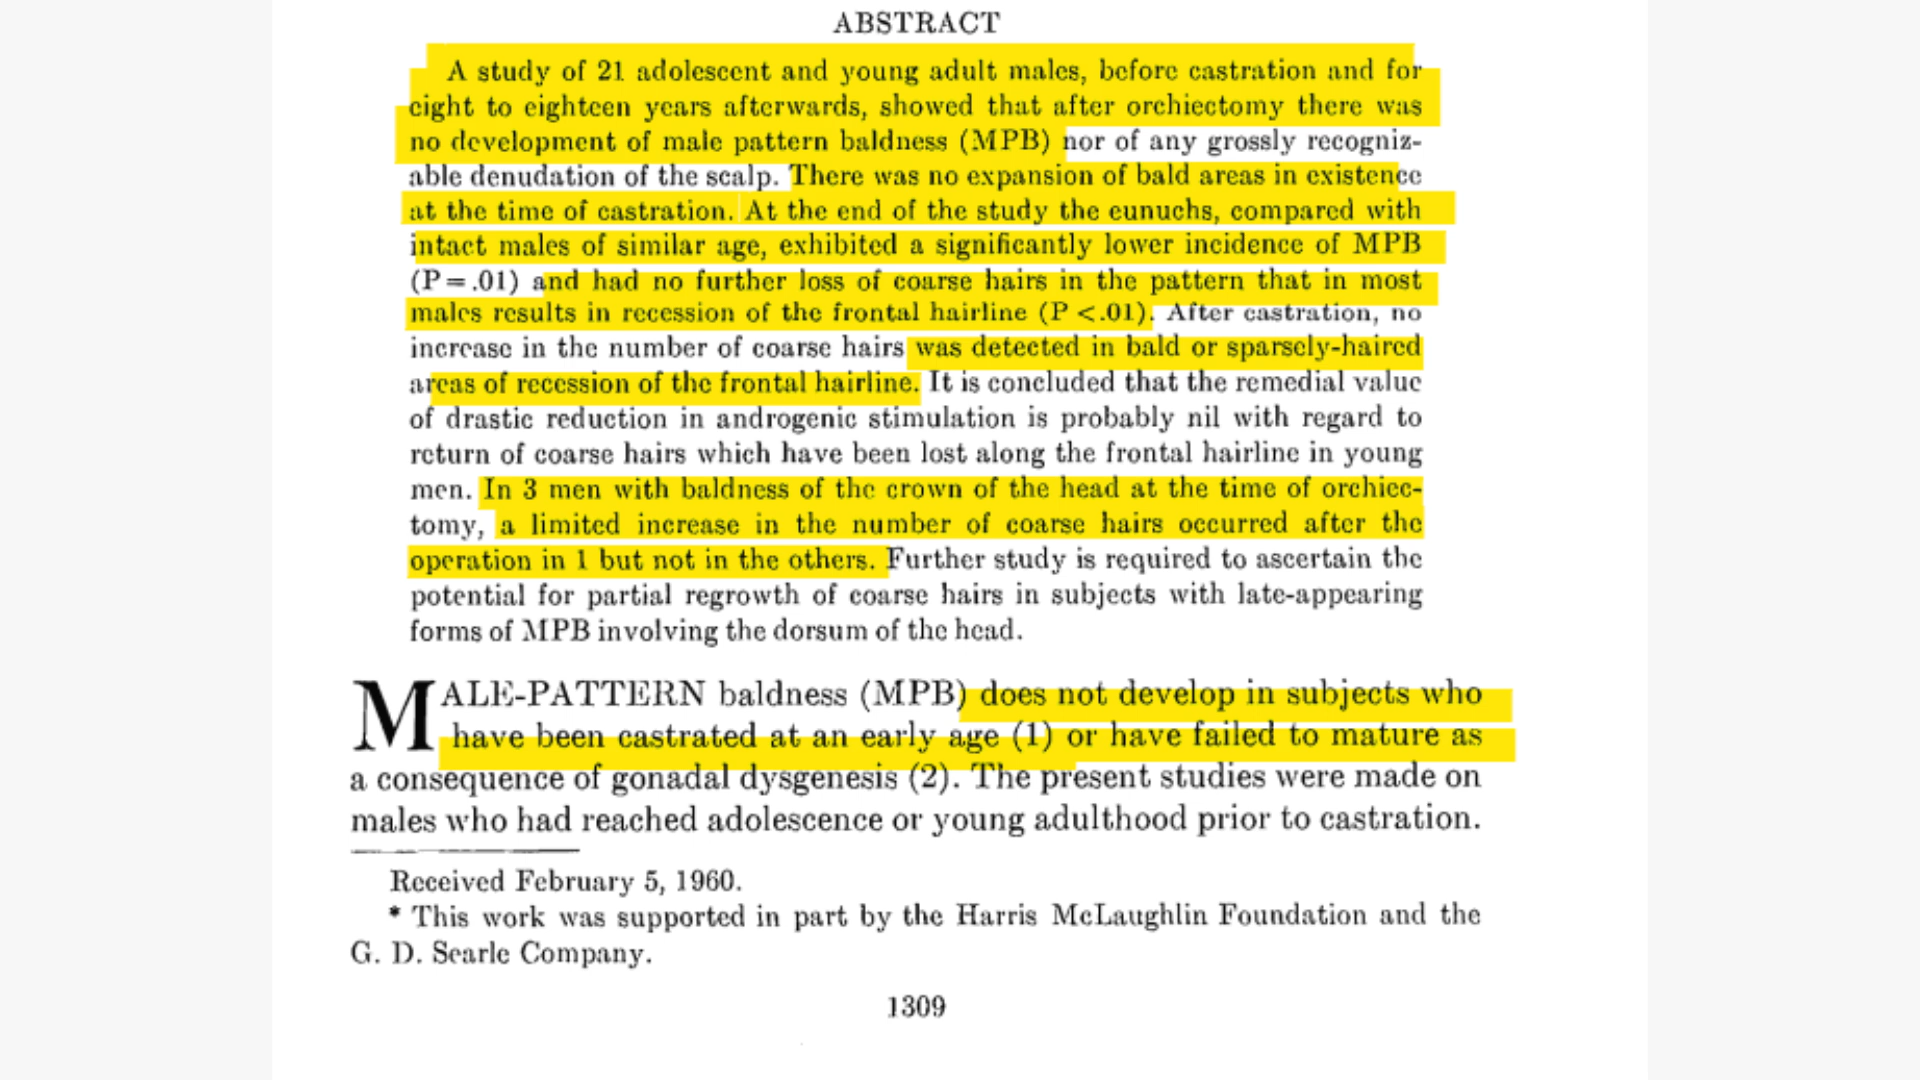 ABSTRACT
A study of 21 adolescent and young adult males, before castration and for
eight to eighteen years afterwards, showed that after orchiectomy there was
no development of male pattern baldness (MPB) nor of any grossly recogniz-
able denudation of the scalp. There was no expansion of bald areas in existence
at the time of castration. At the end of the study the eunuchs, compared with
intact males of similar age, exhibited a significantly lower incidence of MPB
(P = .01) and had no further loss of coarse hairs in the pattern that in most
males results in recession of the frontal hairline (P < .01). After castration, no
increase in the number of coarse hairs was detected in bald or sparsely-haired
areas of recession of the frontal hairline. It is concluded that the remedial value
of drastic reduction in androgenic stimulation is probably nil with regard to
return of coarse hairs which have been lost along the frontal hairline in young
men. In 3 men with baldness of the crown of the head at the time of orchiec-
tomy, a limited increase in the number of coarse hairs occurred after the
operation in 1 but not in the others. Further study is required to ascertain the
potential for partial regrowth of coarse hairs in subjects with late-appearing
forms of MPB involving the dorsum of the head.
MALE-PATTERN baldness (MPB) does not develop in subjects who
have been castrated at an early age (1) or have failed to mature as
a consequence of gonadal dysgenesis (2). The present studies were made on
males who had reached adolescence or young adulthood prior to castration.
Received February 5, 1960.
* This work was supported in part by the Harris McLaughlin Foundation and the
G. D. Searle Company.
1309